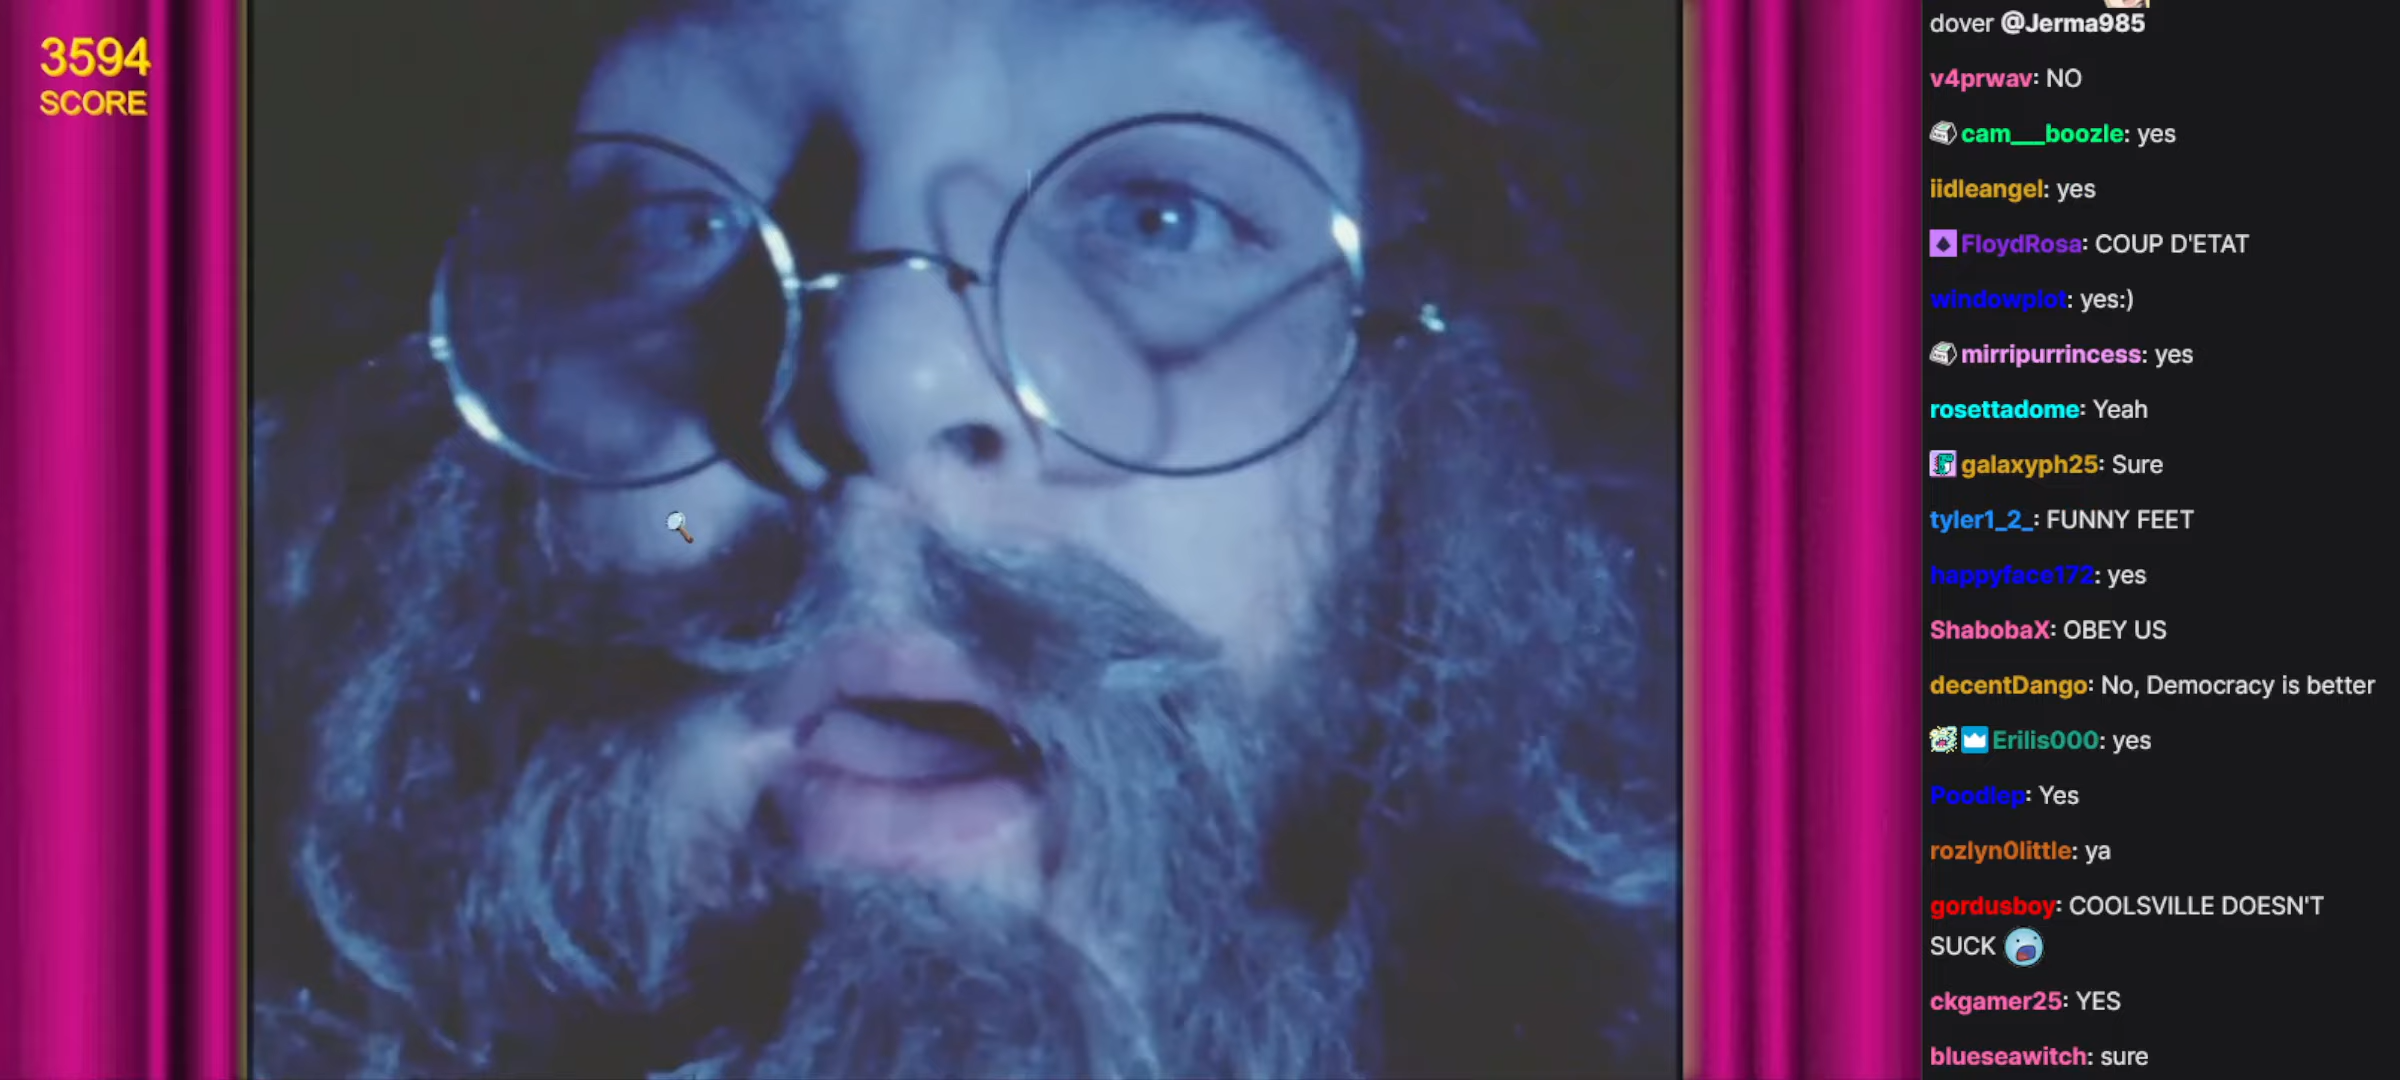 3594
SCORE
dover @Jerma985
v4prwav: NO
cam__boozle: yes
iidleangel: yes
FloydRosa: COUP D'ETAT
windowplot: yes:)
mirripurrincess: yes
rosettadome: Yeah
galaxyph25: Sure
tyler1_2_: FUNNY FEET
happyface172: yes
ShabobaX: OBEY US
decentDango: No, Democracy is better
Erilis000: yes
Poodlep: Yes
rozlyn0little: ya
gordusboy: COOLSVILLE DOESN'T
SUCK
ckgamer25: YES
blueseawitch: sure